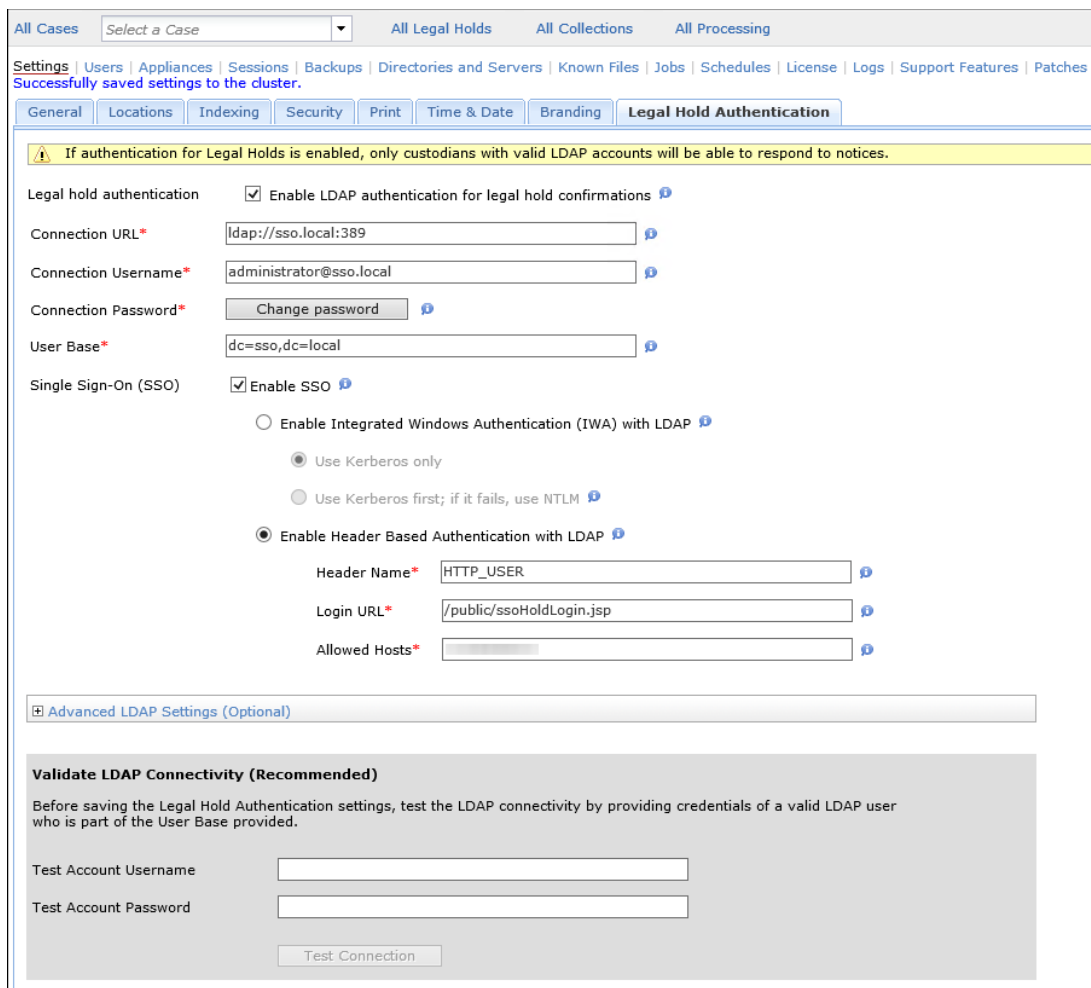 All Cases Select a Case All Legal Holds All Collections All Processing
Settings | Users | Appliances | Sessions | Backups | Directories and Servers | Known Files | Jobs | Schedules | License | Logs | Support Features | Patches
Successfully saved settings to the cluster.
General Locations Indexing Security Print Time & Date Branding Legal Hold Authentication
If authentication for Legal Holds is enabled, only custodians with valid LDAP accounts will be able to respond to notices.
Legal hold authentication Enable LDAP authentication for legal hold confirmations
Connection URL* ldap://sso.local:389
Connection Username* administrator@sso.local
Connection Password* Change password
User Base* dc=sso,dc=local
Single Sign-On (SSO) Enable SSO
Enable Integrated Windows Authentication (IWA) with LDAP
Use Kerberos only
Use Kerberos first; if it fails, use NTLM
Enable Header Based Authentication with LDAP
Header Name* HTTP_USER
Login URL* /public/ssoHoldLogin.jsp
Allowed Hosts*
Advanced LDAP Settings (Optional)
Validate LDAP Connectivity (Recommended)
Before saving the Legal Hold Authentication settings, test the LDAP connectivity by providing credentials of a valid LDAP user
who is part of the User Base provided.
Test Account Username
Test Account Password
Test Connection